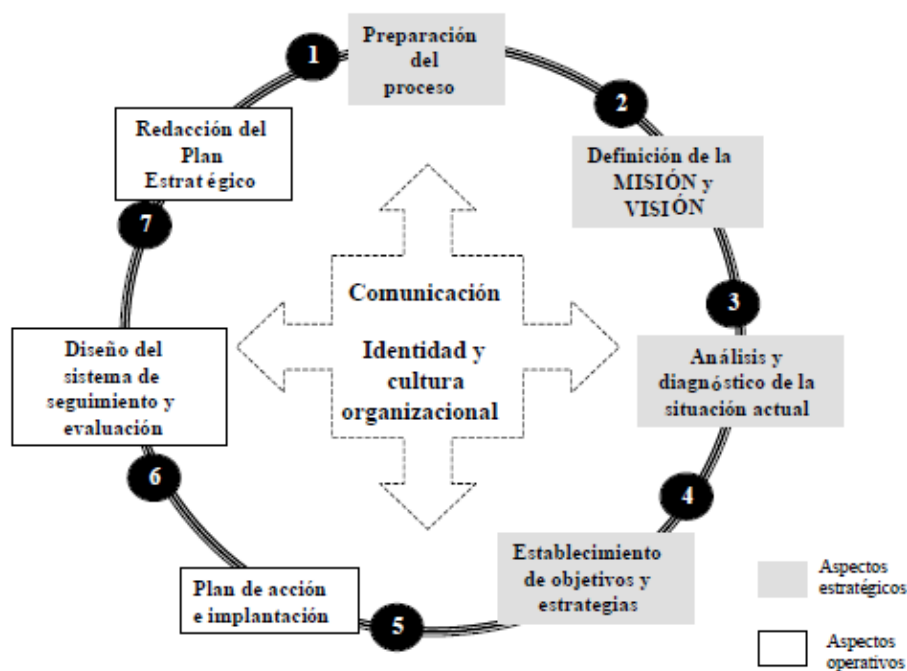 1
Preparación
del
proceso
2
Definición de la
MISIÓN y
VISIÓN
3
Análisis y
diagnóstico de la
situación actual
4
Establecimiento
de objetivos y
estrategias
5
Plan de acción
e implantación
6
Diseño del
sistema de
seguimiento y
evaluación
7
Redacción del
Plan
Estratégico
Comunicación
Identidad y
cultura
organizacional
Aspectos
estratégicos
Aspectos
operativos